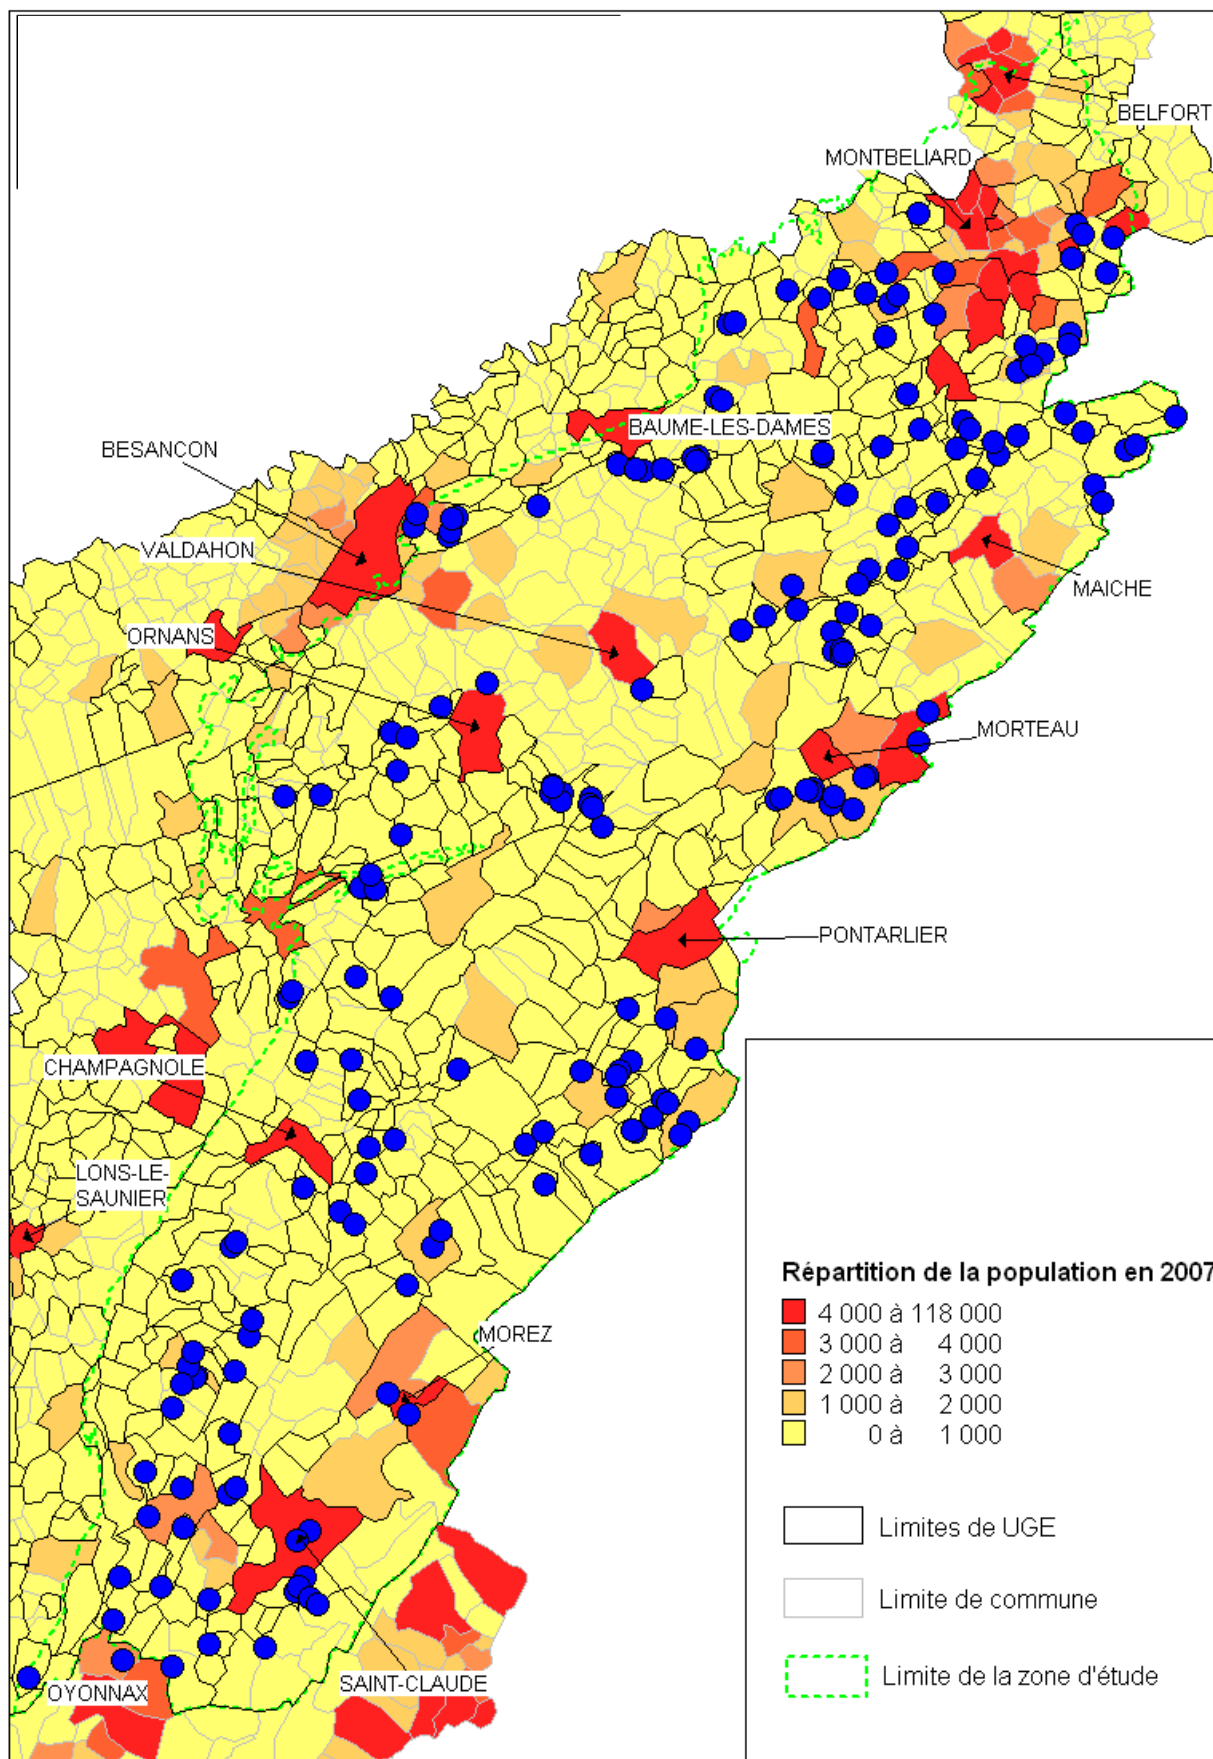 BELFORT
MONTBELIARD
BAUME-LES-DAMES
BESANCON
VALDAHON
MAICHE
ORNANS
MORTEAU
PONTARLIER
CHAMPAGNOLE
LONS-LE-
SAUNIER
MOREZ
SAINT-CLAUDE
OYONNAX
Répartition de la population en 2007
4 000 à 118 000
3 000 à 4 000
2 000 à 3 000
1 000 à 2 000
0 à 1 000
Limites de UGE
Limite de commune
Limite de la zone d'étude